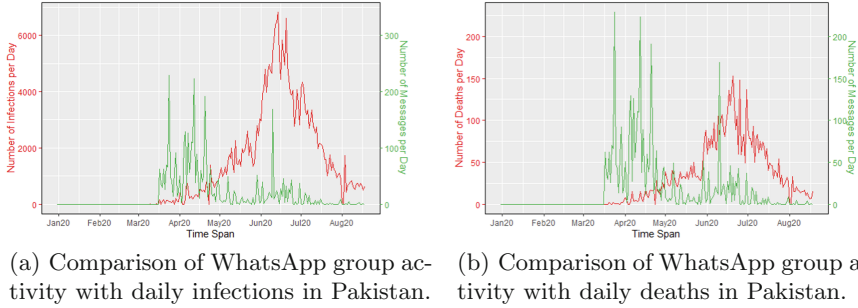 Number of Infections per Day
6000
4000
2000
0
300
200
100
0
Number of Messages per Day
Jan20 Feb20 Mar20 Apr20 May20 Jun20 Jul20 Aug20
Time Span
(a) Comparison of WhatsApp group ac-
tivity with daily infections in Pakistan.
Number of Deaths per Day
200
150
100
50
0
200
150
100
50
0
Number of Messages per Day
Jan20 Feb20 Mar20 Apr20 May20 Jun20 Jul20 Aug20
Time Span
(b) Comparison of WhatsApp group a
tivity with daily deaths in Pakistan.